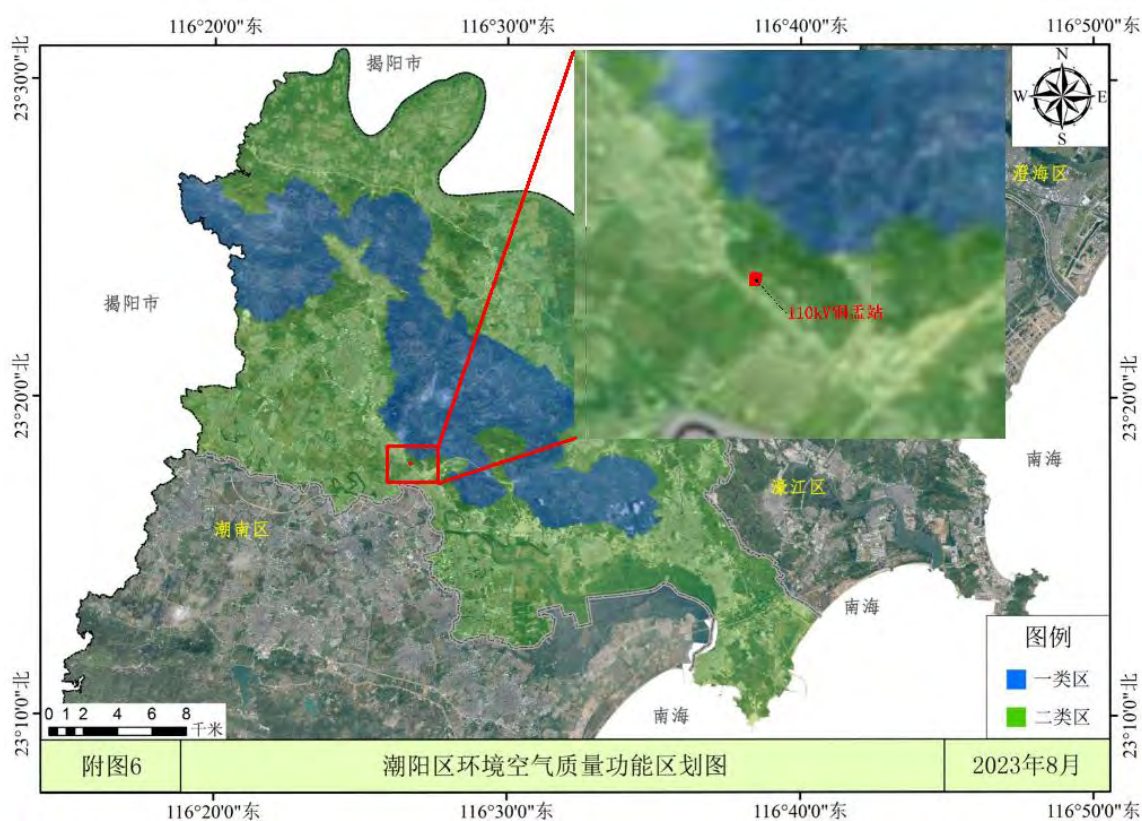 116°20'0"东
116°30'0"东
116°40'0"东
116°50'0"东
23°30'0"北
23°30'0"北
揭阳市
N
W
E
S
澄海区
110kV铜盂站
揭阳市
23°20'0"北
23°20'0"北
南海
濠江区
潮南区
南海
图例
一类区
二类区
南海
0 1 2 4 6 8
千米
23°10'0"北
23°10'0"北
附图6
潮阳区环境空气质量功能区划图
2023年8月
116°20'0"东
116°30'0"东
116°40'0"东
116°50'0"东